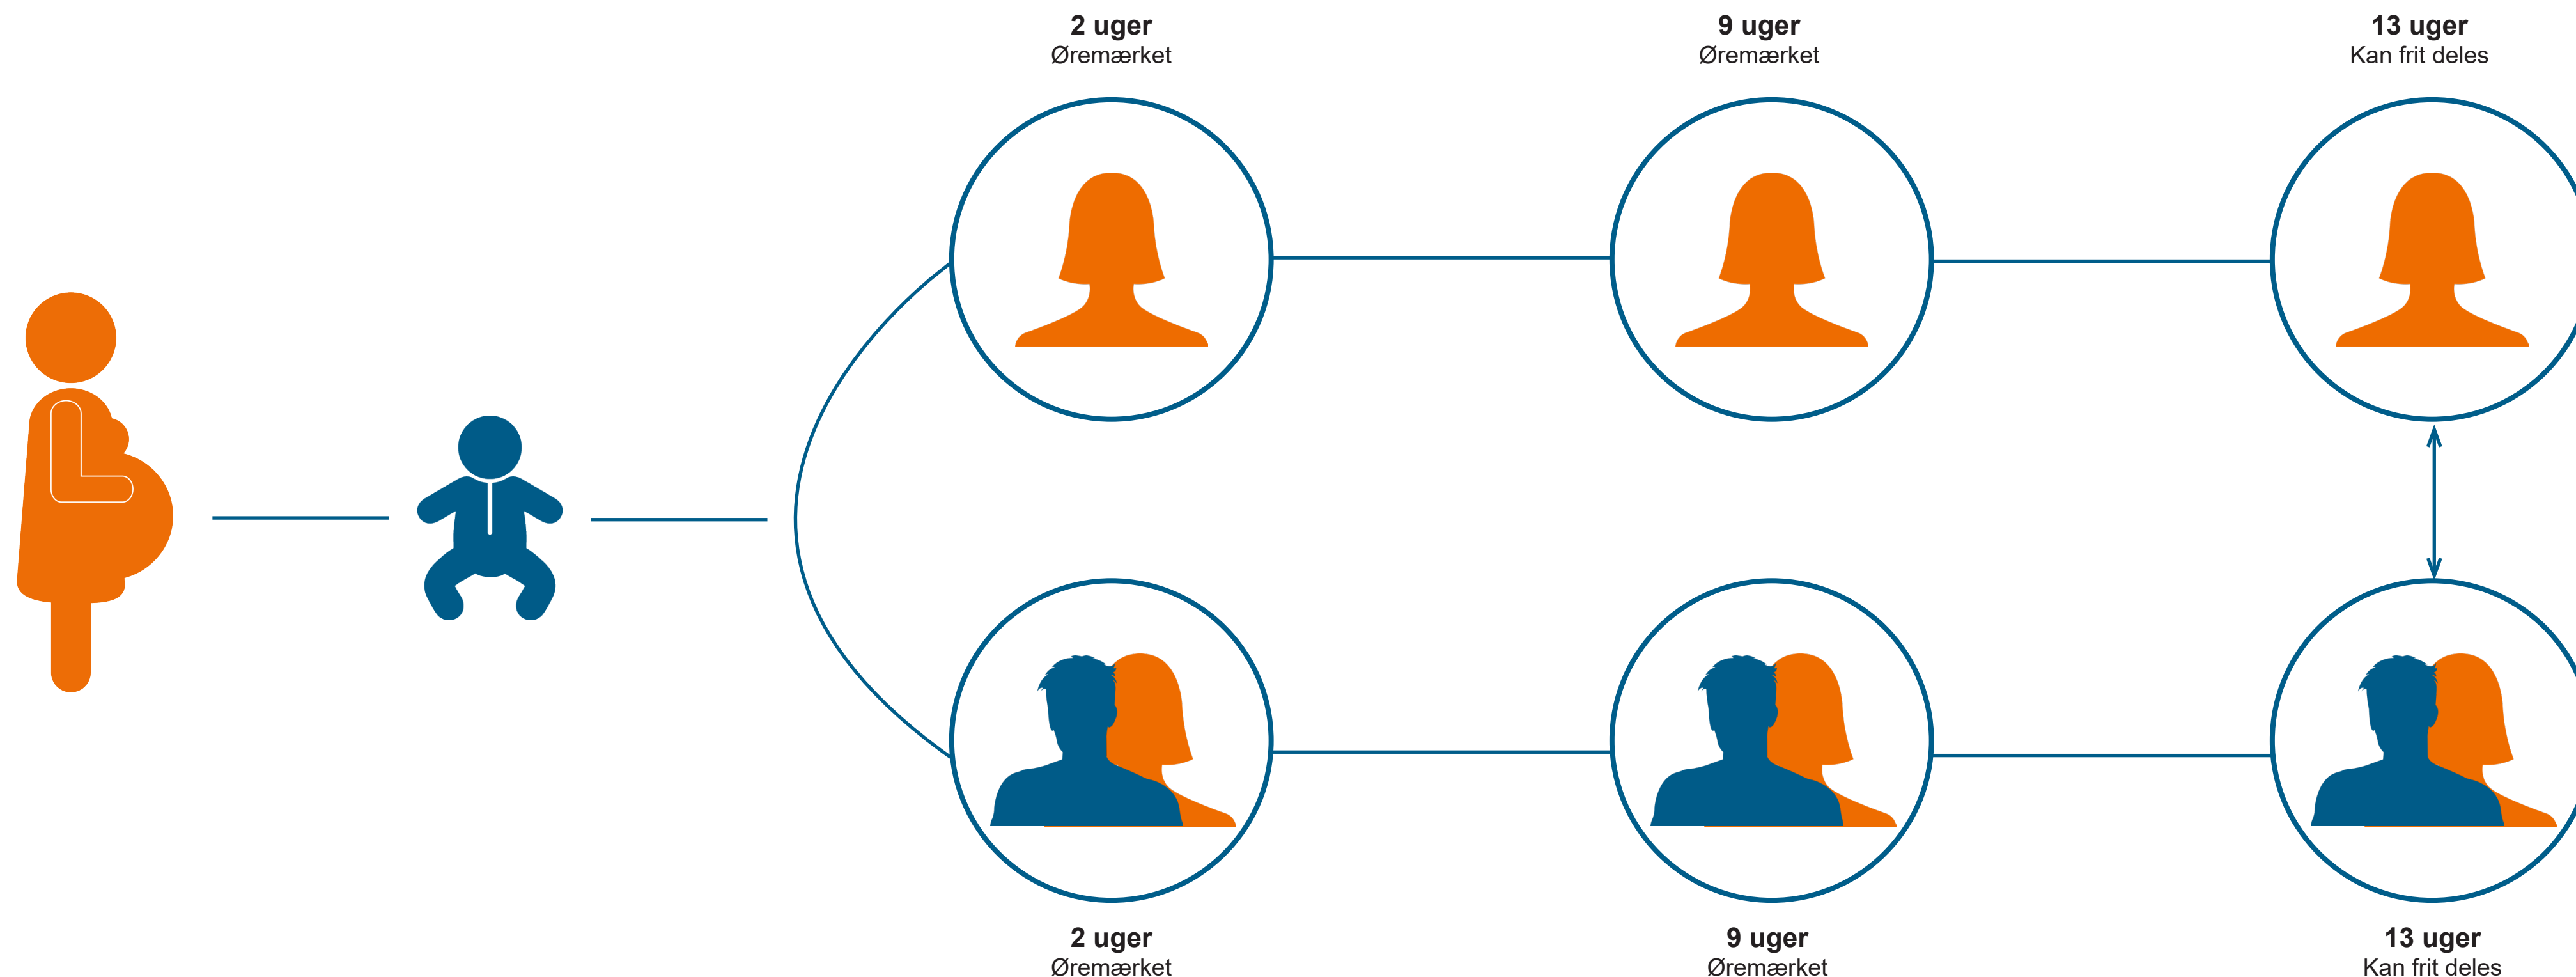 2 uger
Øremærket
9 uger
Øremærket
13 uger
Kan frit deles
2 uger
Øremærket
9 uger
Øremærket
13 uger
Kan frit deles